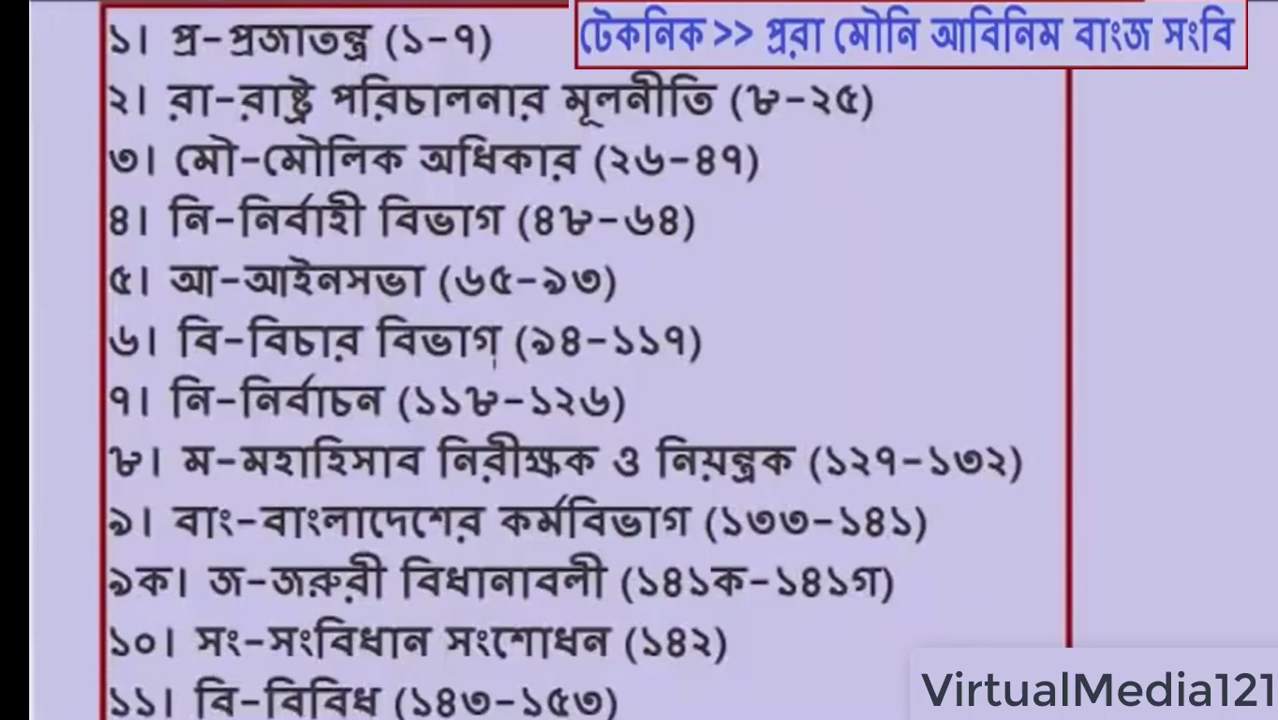 টেকনিক >> প্ররা মৌনি আবিনিম বাংজ সংবি
১। প্র-প্রজাতন্ত্র (১-৭)
২। রা-রাষ্ট্র পরিচালনার মূলনীতি (৮-২৫)
৩। মৌ-মৌলিক অধিকার (২৬-৪৭)
৪। নি-নির্বাহী বিভাগ (৪৮-৬৪)
৫। আ-আইনসভা (৬৫-৯৩)
৬। বি-বিচার বিভাগ (৯৪-১১৭)
৭। নি-নির্বাচন (১১৮-১২৬)
৮। ম-মহাহিসাব নিরীক্ষক ও নিয়ন্ত্রক (১২৭-১৩২)
৯। বাং-বাংলাদেশের কর্মবিভাগ (১৩৩-১৪১)
৯ক। জ-জরুরী বিধানাবলী (১৪১ক-১৪১গ)
১০। সং-সংবিধান সংশোধন (১৪২)
১১। বি-বিবিধ (১৪৩-১৫৩)
VirtualMedia121